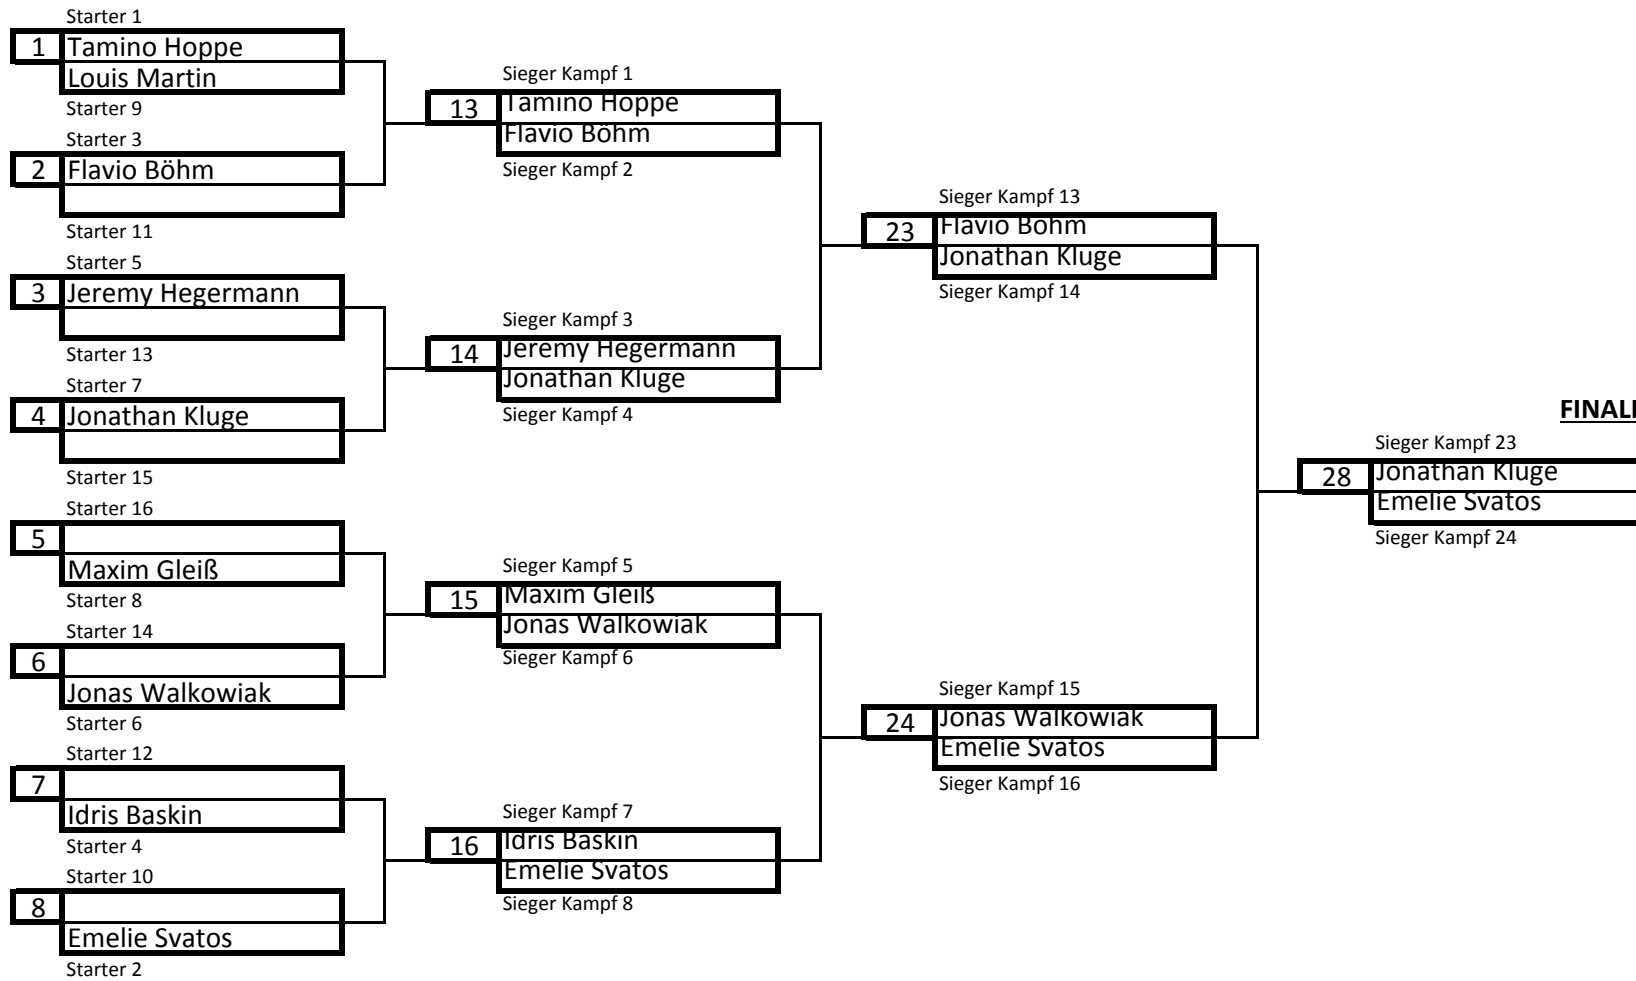 Starter 1
1 Tamino Hoppe
Louis Martin
Starter 9
Starter 3
2 Flavio Böhm
Starter 11
Starter 5
3 Jeremy Hegermann
Starter 13
Starter 7
4 Jonathan Kluge
Starter 15
Starter 16
5
Maxim Gleiß
Starter 8
Starter 14
6
Jonas Walkowiak
Starter 6
Starter 12
7
Idris Baskin
Starter 4
Starter 10
8
Emelie Svatos
Starter 2
Sieger Kampf 1
13 Tamino Hoppe
Flavio Böhm
Sieger Kampf 2
Sieger Kampf 3
14 Jeremy Hegermann
Jonathan Kluge
Sieger Kampf 4
Sieger Kampf 5
15 Maxim Gleiß
Jonas Walkowiak
Sieger Kampf 6
Sieger Kampf 7
16 Idris Baskin
Emelie Svatos
Sieger Kampf 8
Sieger Kampf 13
23 Flavio Böhm
Jonathan Kluge
Sieger Kampf 14
Sieger Kampf 15
24 Jonas Walkowiak
Emelie Svatos
Sieger Kampf 16
FINALE
Sieger Kampf 23
28 Jonathan Kluge
Emelie Svatos
Sieger Kampf 24